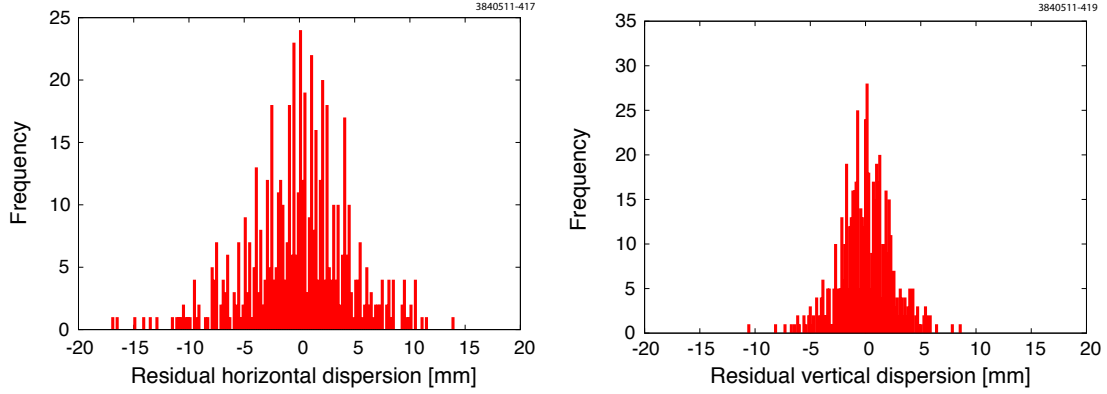 3840511-417
25
20
15
10
5
0
Frequency
-20 -15 -10 -5 0 5 10 15 20
Residual horizontal dispersion [mm]
3840511-419
35
30
25
20
15
10
5
0
Frequency
-20 -15 -10 -5 0 5 10 15 20
Residual vertical dispersion [mm]